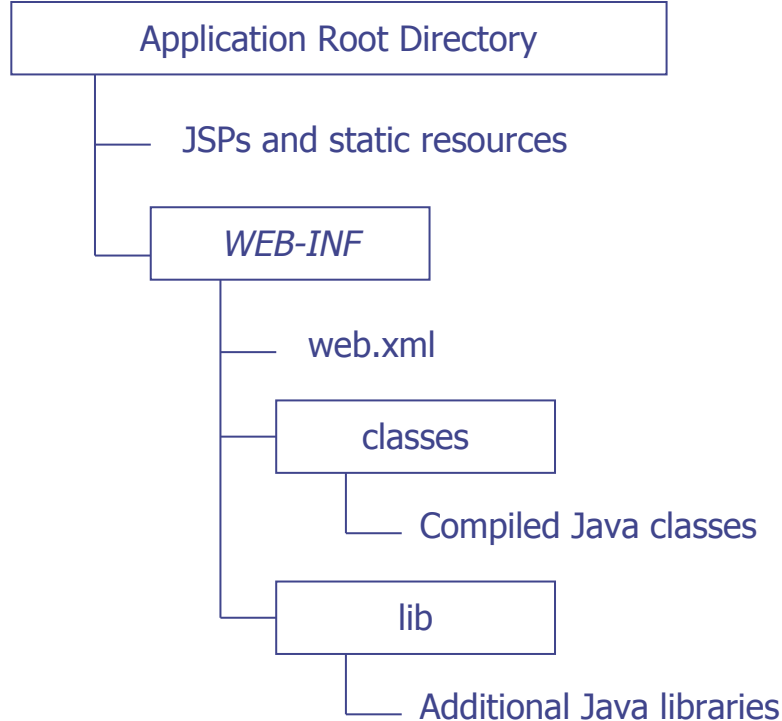 Application Root Directory
JSPs and static resources
WEB-INF
web.xml
classes
Compiled Java classes
lib
Additional Java libraries